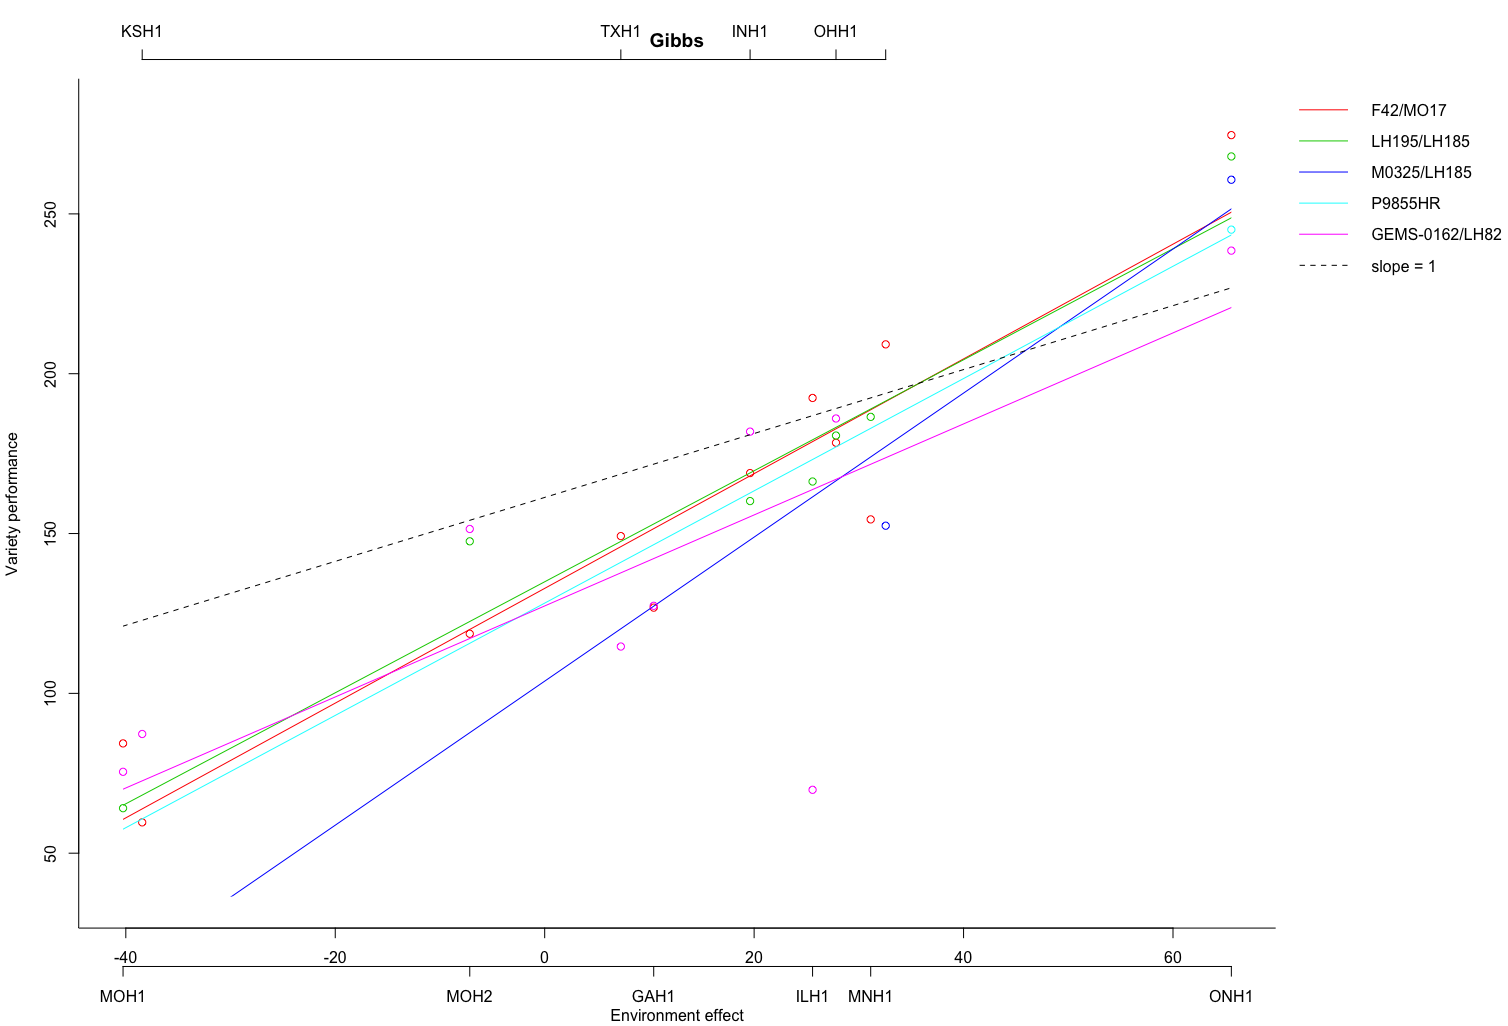 KSH1 TXH1 INH1 OHH1
Gibbs
F42/MO17
LH195/LH185
M0325/LH185
P9855HR
GEMS-0162/LH82
slope = 1
Variety performance
250
200
150
100
50
-40 -20 0 20 40 60
MOH1 MOH2 GAH1 ILH1 MNH1 ONH1
Environment effect